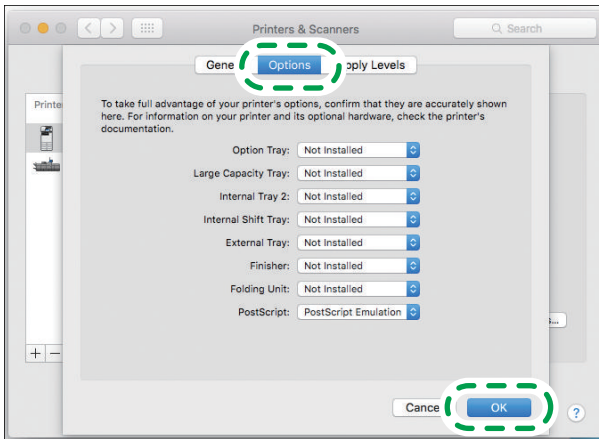 Printers & Scanners
Search
Gene
Options
pply Levels
Printe
To take full advantage of your printer's options, confirm that they are accurately shown
here. For information on your printer and its optional hardware, check the printer's
documentation.
Option Tray: Not Installed
Large Capacity Tray: Not Installed
Internal Tray 2: Not Installed
Internal Shift Tray: Not Installed
External Tray: Not Installed
Finisher: Not Installed
Folding Unit: Not Installed
PostScript: PostScript Emulation
s...
+ −
Cance
OK
?